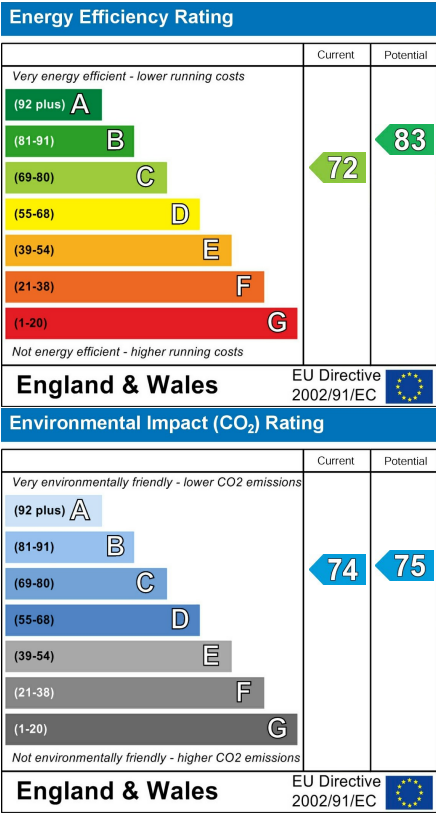 Energy Efficiency Rating
Current Potential
Very energy efficient - lower running costs
(92 plus) A
(81-91) B
83
(69-80) C
72
(55-68) D
(39-54) E
(21-38) F
(1-20) G
Not energy efficient - higher running costs
England & Wales
EU Directive
2002/91/EC
Environmental Impact (CO₂) Rating
Current Potential
Very environmentally friendly - lower CO2 emissions
(92 plus) A
(81-91) B
(69-80) C
74 75
(55-68) D
(39-54) E
(21-38) F
(1-20) G
Not environmentally friendly - higher CO2 emissions
England & Wales
EU Directive
2002/91/EC